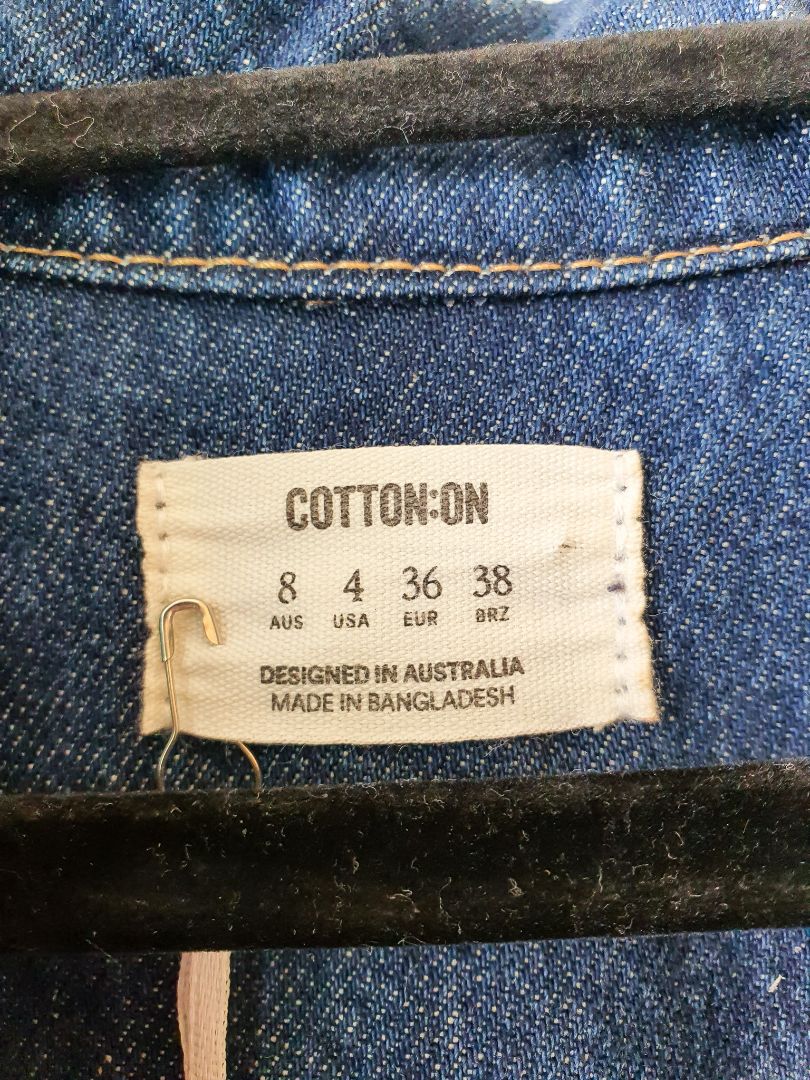 COTTON:ON
8 4 36 38
AUS USA EUR BRZ
DESIGNED IN AUSTRALIA
MADE IN BANGLADESH